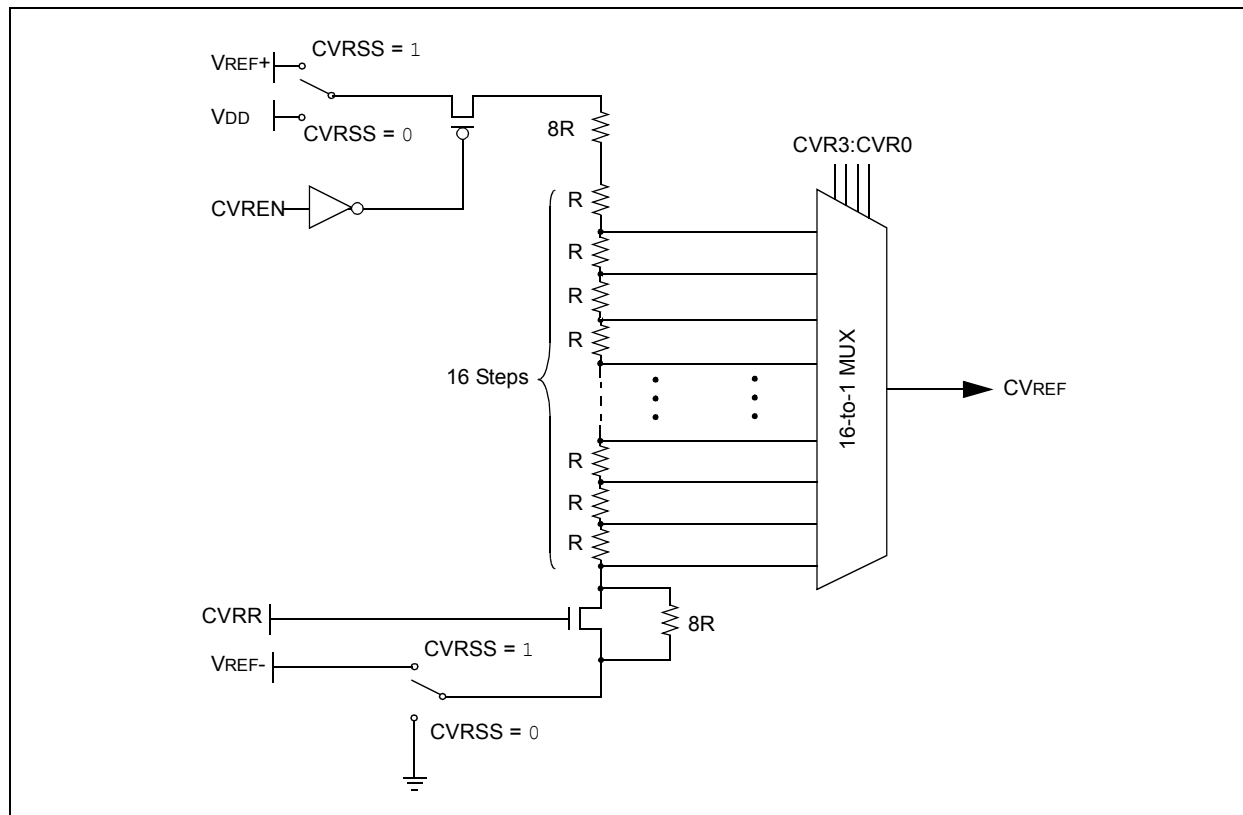 CVRSS = 1
VREF+
VDD
CVRSS = 0
8R
CVR3:CVR0
CVREN
R
R
R
R
16 Steps
16-to-1 MUX
CVREF
R
R
R
CVRR
8R
CVRSS = 1
VREF-
CVRSS = 0